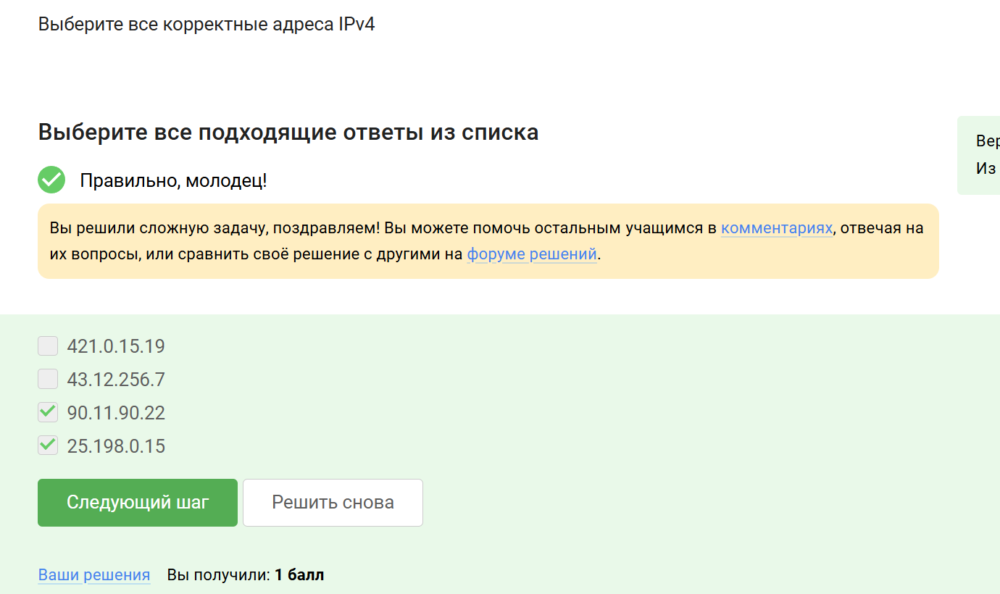 Выберите все корректные адреса IPv4
Выберите все подходящие ответы из списка
Вер
Из
Правильно, молодец!
Вы решили сложную задачу, поздравляем! Вы можете помочь остальным учащимся в комментариях, отвечая на
их вопросы, или сравнить своё решение с другими на форуме решений.
421.0.15.19
43.12.256.7
90.11.90.22
25.198.0.15
Следующий шаг
Решить снова
Ваши решения Вы получили: 1 балл